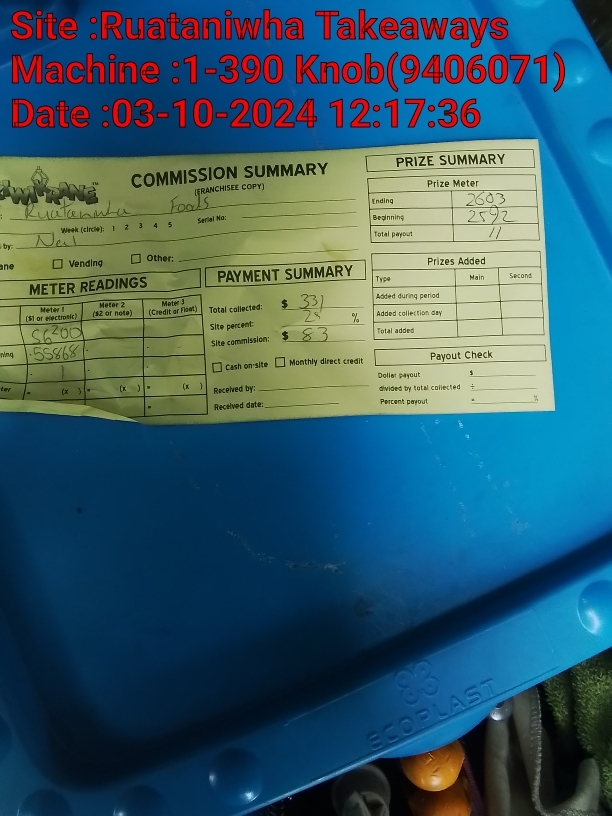 Site :Ruataniwha Takeaways
Machine :1-390 Knob(9406071)
Date :03-10-2024 12:17:36
COMMISSION SUMMARY
(FRANCHISEE COPY)
Ruataniwha Foods
Week (circle): 1 2 3 4 5 Serial No:
by: Neil
ane Vending Other:
METER READINGS
Meter 1 ($1 or electronic) Meter 2 ($2 or note) Meter 3 (Credit or Float)
56200
ning - 55868 - -
- 1 - -
ter = (x ) = (x ) = (x )
=
PAYMENT SUMMARY
Total collected: $ 331
Site percent: 25 %
Site commission: $ 83
Cash on-site Monthly direct credit
Received by:
Received date:
PRIZE SUMMARY
Prize Meter
Ending 2603
Beginning 2592
Total payout 11
Prizes Added
Type Main Second
Added during period
Added collection day
Total added
Payout Check
Dollar payout $
divided by total collected ÷
Percent payout = %
ECOPLAST